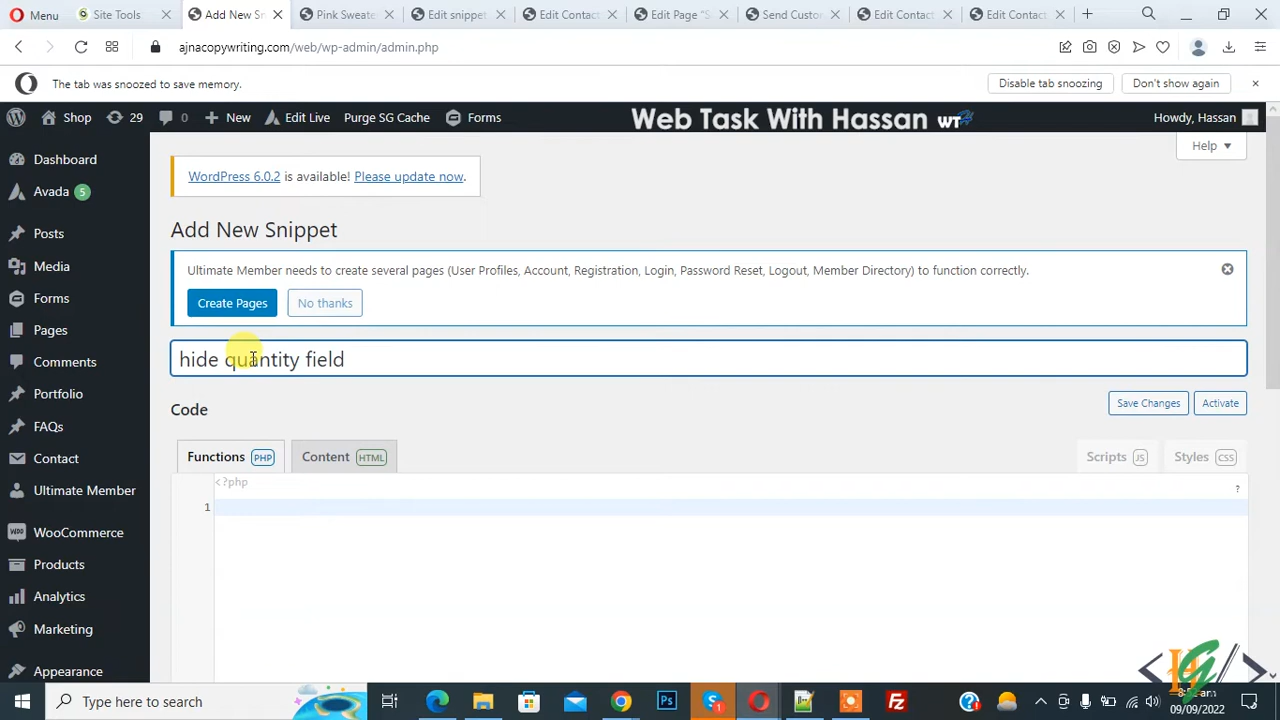 Menu
Site Tools
Add New Sn
Pink Sweate
Edit snippet
Edit Contac
Edit Page "S
Send Custo
Edit Contac
Edit Contac
ajnacopywriting.com/web/wp-admin/admin.php
The tab was snoozed to save memory.
Disable tab snoozing
Don't show again
Shop
29
0
New
Edit Live
Purge SG Cache
Forms
Web Task With Hassan
WT
Howdy, Hassan
Help
Dashboard
Avada 5
Posts
Media
Forms
Pages
Comments
Portfolio
FAQs
Contact
Ultimate Member
WooCommerce
Products
Analytics
Marketing
Appearance
WordPress 6.0.2 is available! Please update now.
Add New Snippet
Ultimate Member needs to create several pages (User Profiles, Account, Registration, Login, Password Reset, Logout, Member Directory) to function correctly.
Create Pages
No thanks
hide quantity field
Code
Save Changes
Activate
Functions PHP
Content HTML
Scripts JS
Styles CSS
<?php
?
1
Type here to search
09/09/2022